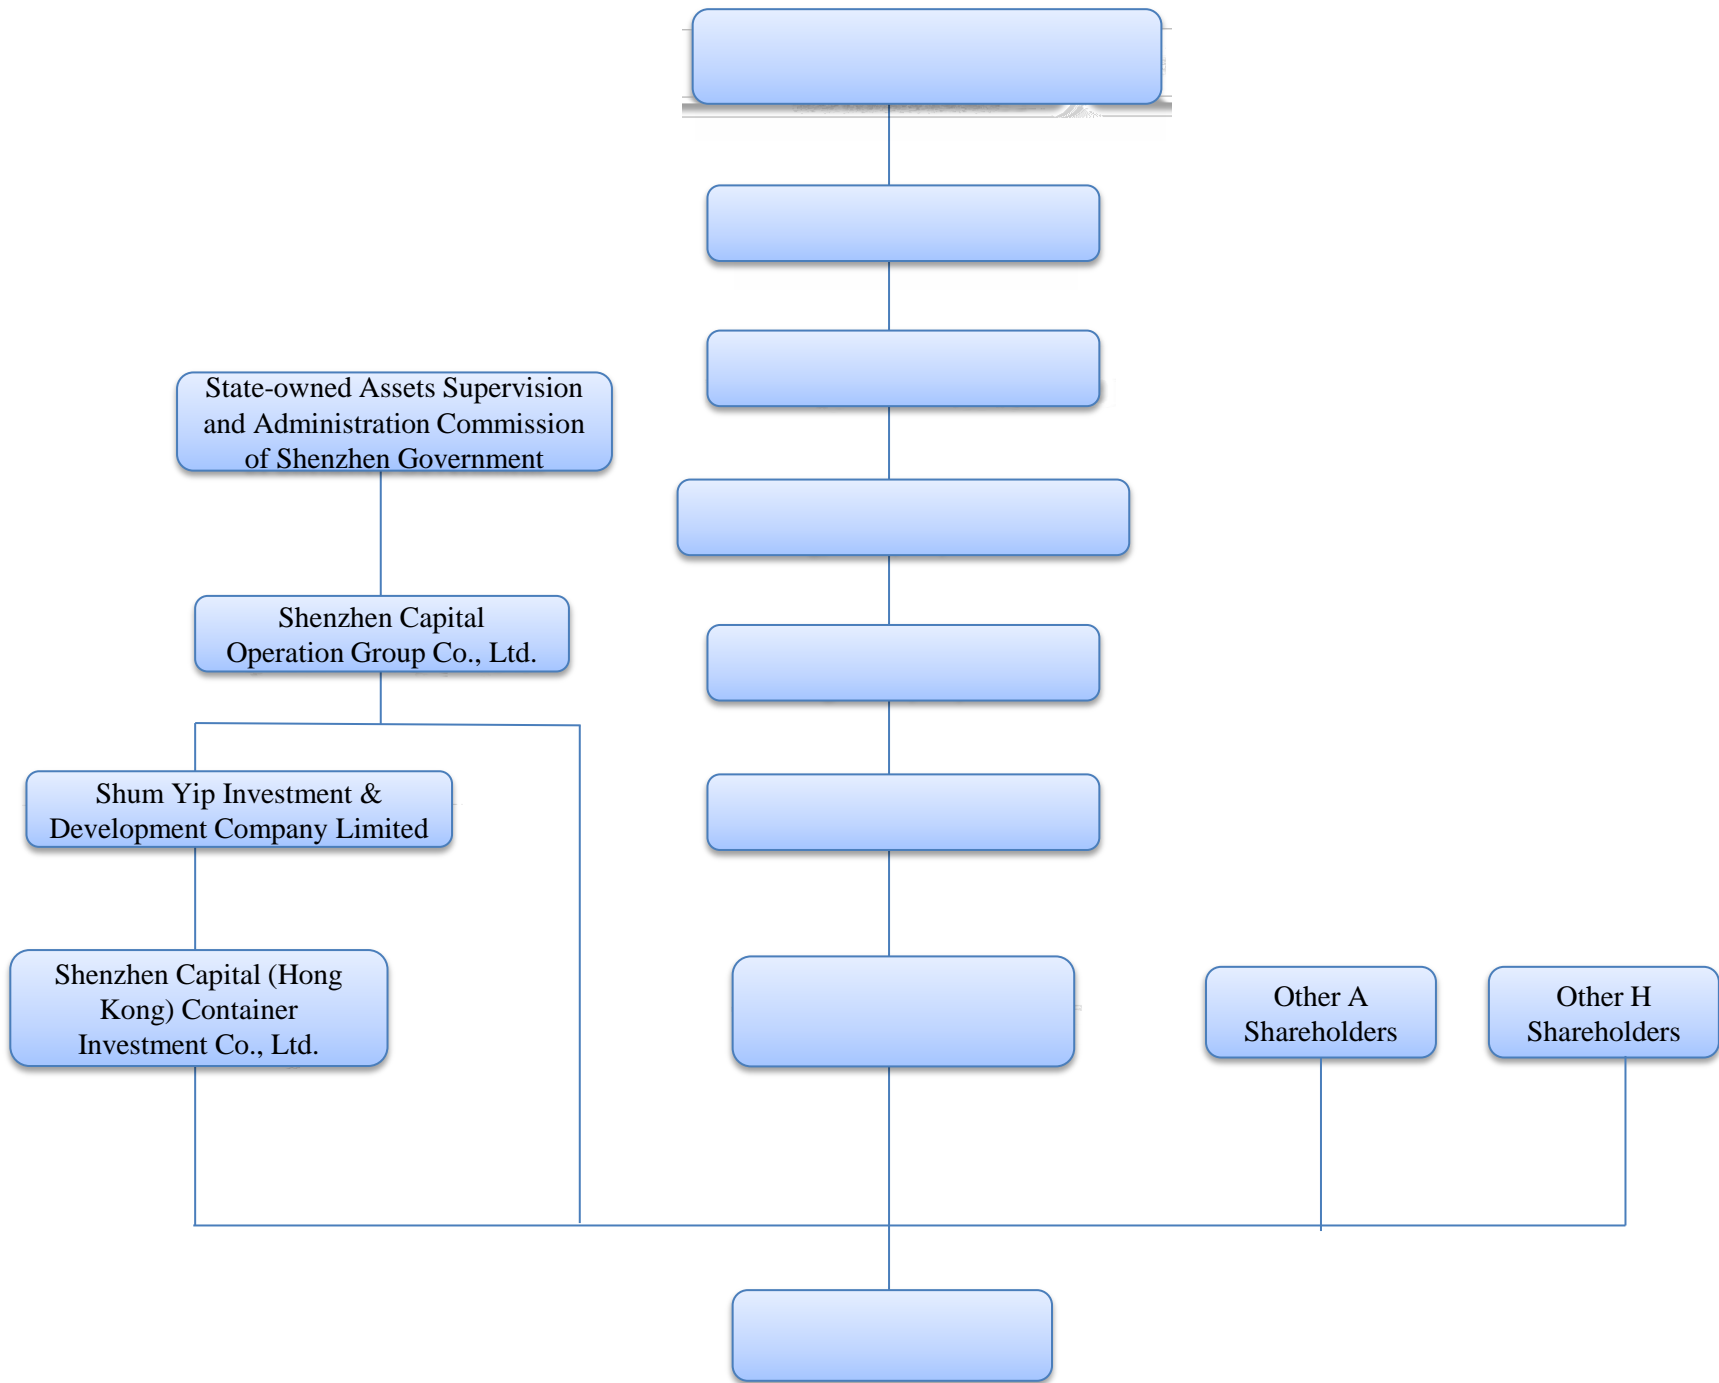 State-owned Assets Supervision
and Administration Commission
of Shenzhen Government
Shenzhen Capital
Operation Group Co., Ltd.
Shum Yip Investment &
Development Company Limited
Shenzhen Capital (Hong
Kong) Container
Investment Co., Ltd.
Other A
Shareholders
Other H
Shareholders